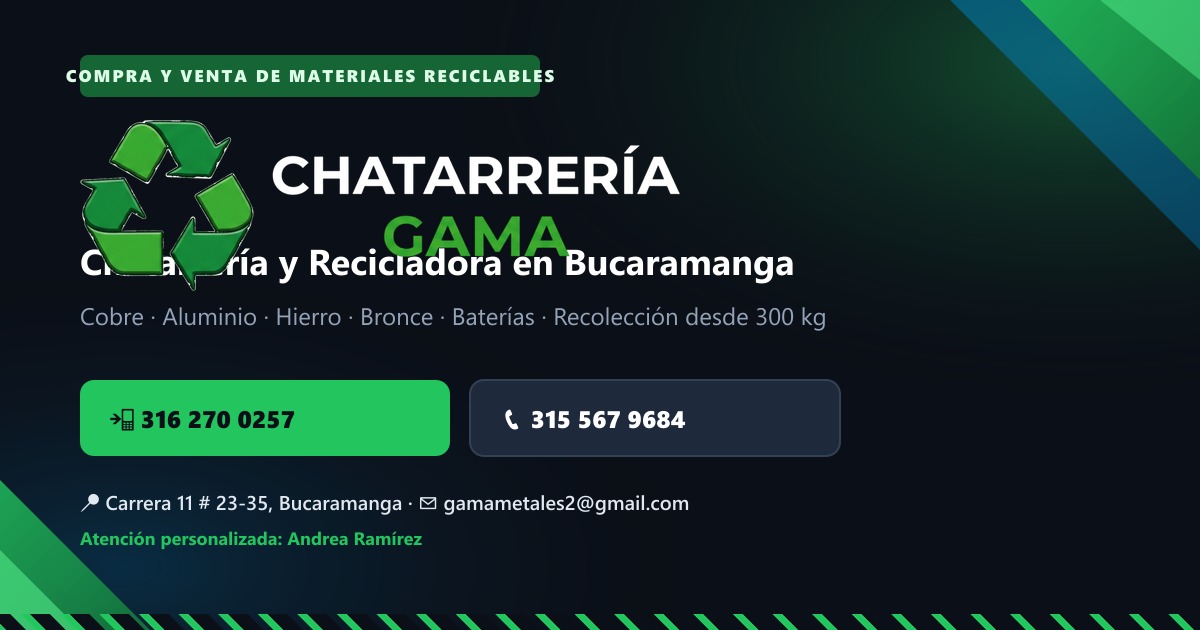 COMPRA Y VENTA DE MATERIALES RECICLABLES
CHATARRERÍA
GAMA
Chatarrería y Recicladora en Bucaramanga
Cobre · Aluminio · Hierro · Bronce · Baterías · Recolección desde 300 kg
316 270 0257
315 567 9684
Carrera 11 # 23-35, Bucaramanga · gamametales2@gmail.com
Atención personalizada: Andrea Ramírez